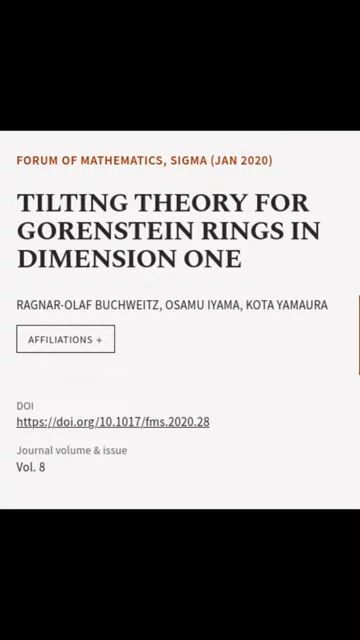 FORUM OF MATHEMATICS, SIGMA (JAN 2020)
TILTING THEORY FOR
GORENSTEIN RINGS IN
DIMENSION ONE
RAGNAR-OLAF BUCHWEITZ, OSAMU IYAMA, KOTA YAMAURA
AFFILIATIONS +
DOI
https://doi.org/10.1017/fms.2020.28
Journal volume & issue
Vol. 8